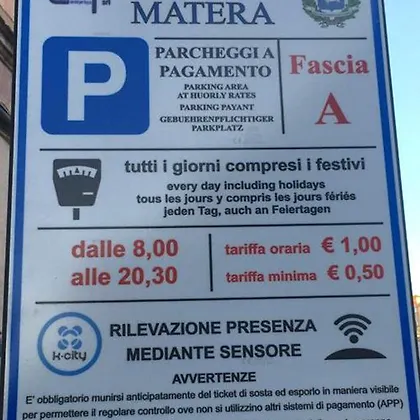 MATERA
P
PARCHEGGI A
PAGAMENTO
PARKING AREA
AT HUORLY RATES
PARKING PAYANT
GEBUEHRENPFLICHTIGER
PARKPLATZ
Fascia
A
tutti i giorni compresi i festivi
every day including holidays
tous les jours y compris les jours fériés
jeden Tag, auch an Feiertagen
dalle 8,00
alle 20,30
tariffa oraria € 1,00
tariffa minima € 0,50
k-city
RILEVAZIONE PRESENZA
MEDIANTE SENSORE
AVVERTENZE
E' obbligatorio munirsi anticipatamente del ticket di sosta ed esporlo in maniera visibile
per permettere il regolare controllo ove non si utilizzino altri sistemi di pagamento (APP)